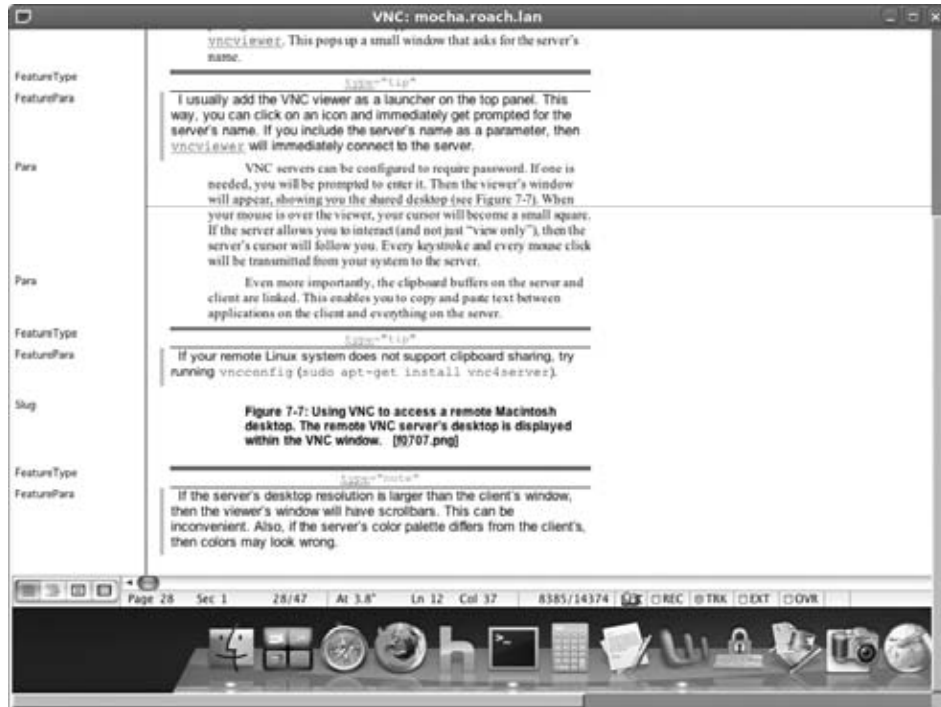 VNC: mocha.roach.lan
vncviewer. This pops up a small window that asks for the server's
name.
FeatureType
type="tip"
FeaturePara
I usually add the VNC viewer as a launcher on the top panel. This
way, you can click on an icon and immediately get prompted for the
server's name. If you include the server's name as a parameter, then
vncviewer will immediately connect to the server.
Para
VNC servers can be configured to require password. If one is
needed, you will be prompted to enter it. Then the viewer's window
will appear, showing you the shared desktop (see Figure 7-7). When
your mouse is over the viewer, your cursor will become a small square.
If the server allows you to interact (and not just "view only"), then the
server's cursor will follow you. Every keystroke and every mouse click
will be transmitted from your system to the server.
Para
Even more importantly, the clipboard buffers on the server and
client are linked. This enables you to copy and paste text between
applications on the client and everything on the server.
FeatureType
type="tip"
FeaturePara
If your remote Linux system does not support clipboard sharing, try
running vncconfig (sudo apt-get install vnc4server).
Slug
Figure 7-7: Using VNC to access a remote Macintosh
desktop. The remote VNC server's desktop is displayed
within the VNC window. [f0707.png]
FeatureType
type="note"
FeaturePara
If the server's desktop resolution is larger than the client's window,
then the viewer's window will have scrollbars. This can be
inconvenient. Also, if the server's color palette differs from the client's,
then colors may look wrong.
Page 28 Sec 1 28/47 At 3.8" Ln 12 Col 37 8385/14374 REC TRK EXT OVR